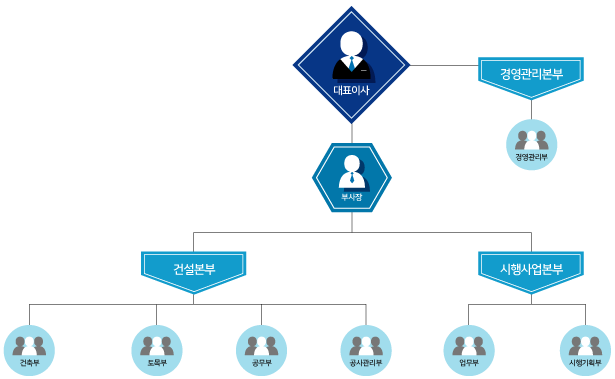 대표이사
경영관리본부
경영관리부
부사장
건설본부
시행사업본부
건축부
토목부
공무부
공사관리부
업무부
시행기획부